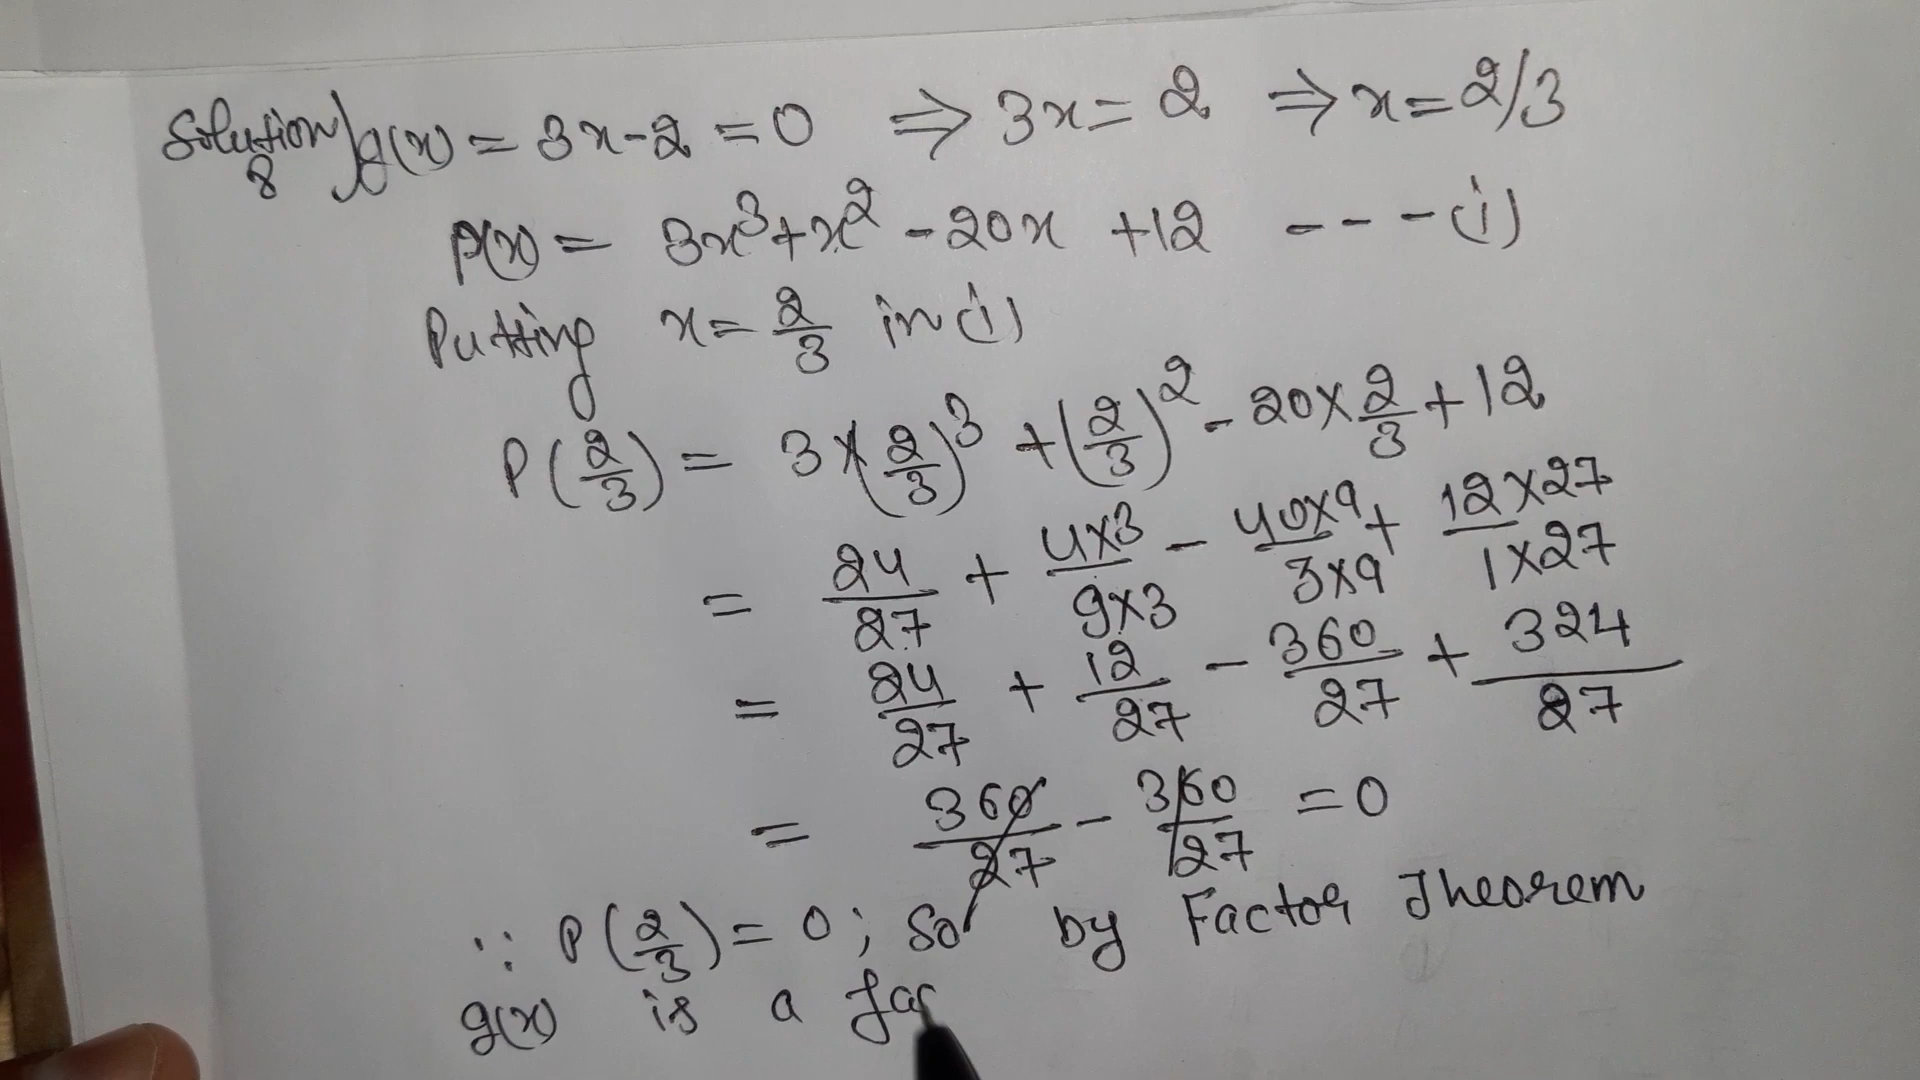 Solution 8) g(x) = 3x-2 = 0 ⇒ 3x = 2 ⇒ x = 2/3
P(x) = 3x³ + x² - 20x + 12 - - - (i)
Putting x = 2/3 in (i)
P(2/3) = 3×(2/3)³ + (2/3)² - 20×2/3 + 12
= 24/27 + 4×3/9×3 - 40×9/3×9 + 12×27/1×27
= 24/27 + 12/27 - 360/27 + 324/27
= 360/27 - 360/27 = 0
∵ P(2/3) = 0; So by Factor Theorem
g(x) is a fac